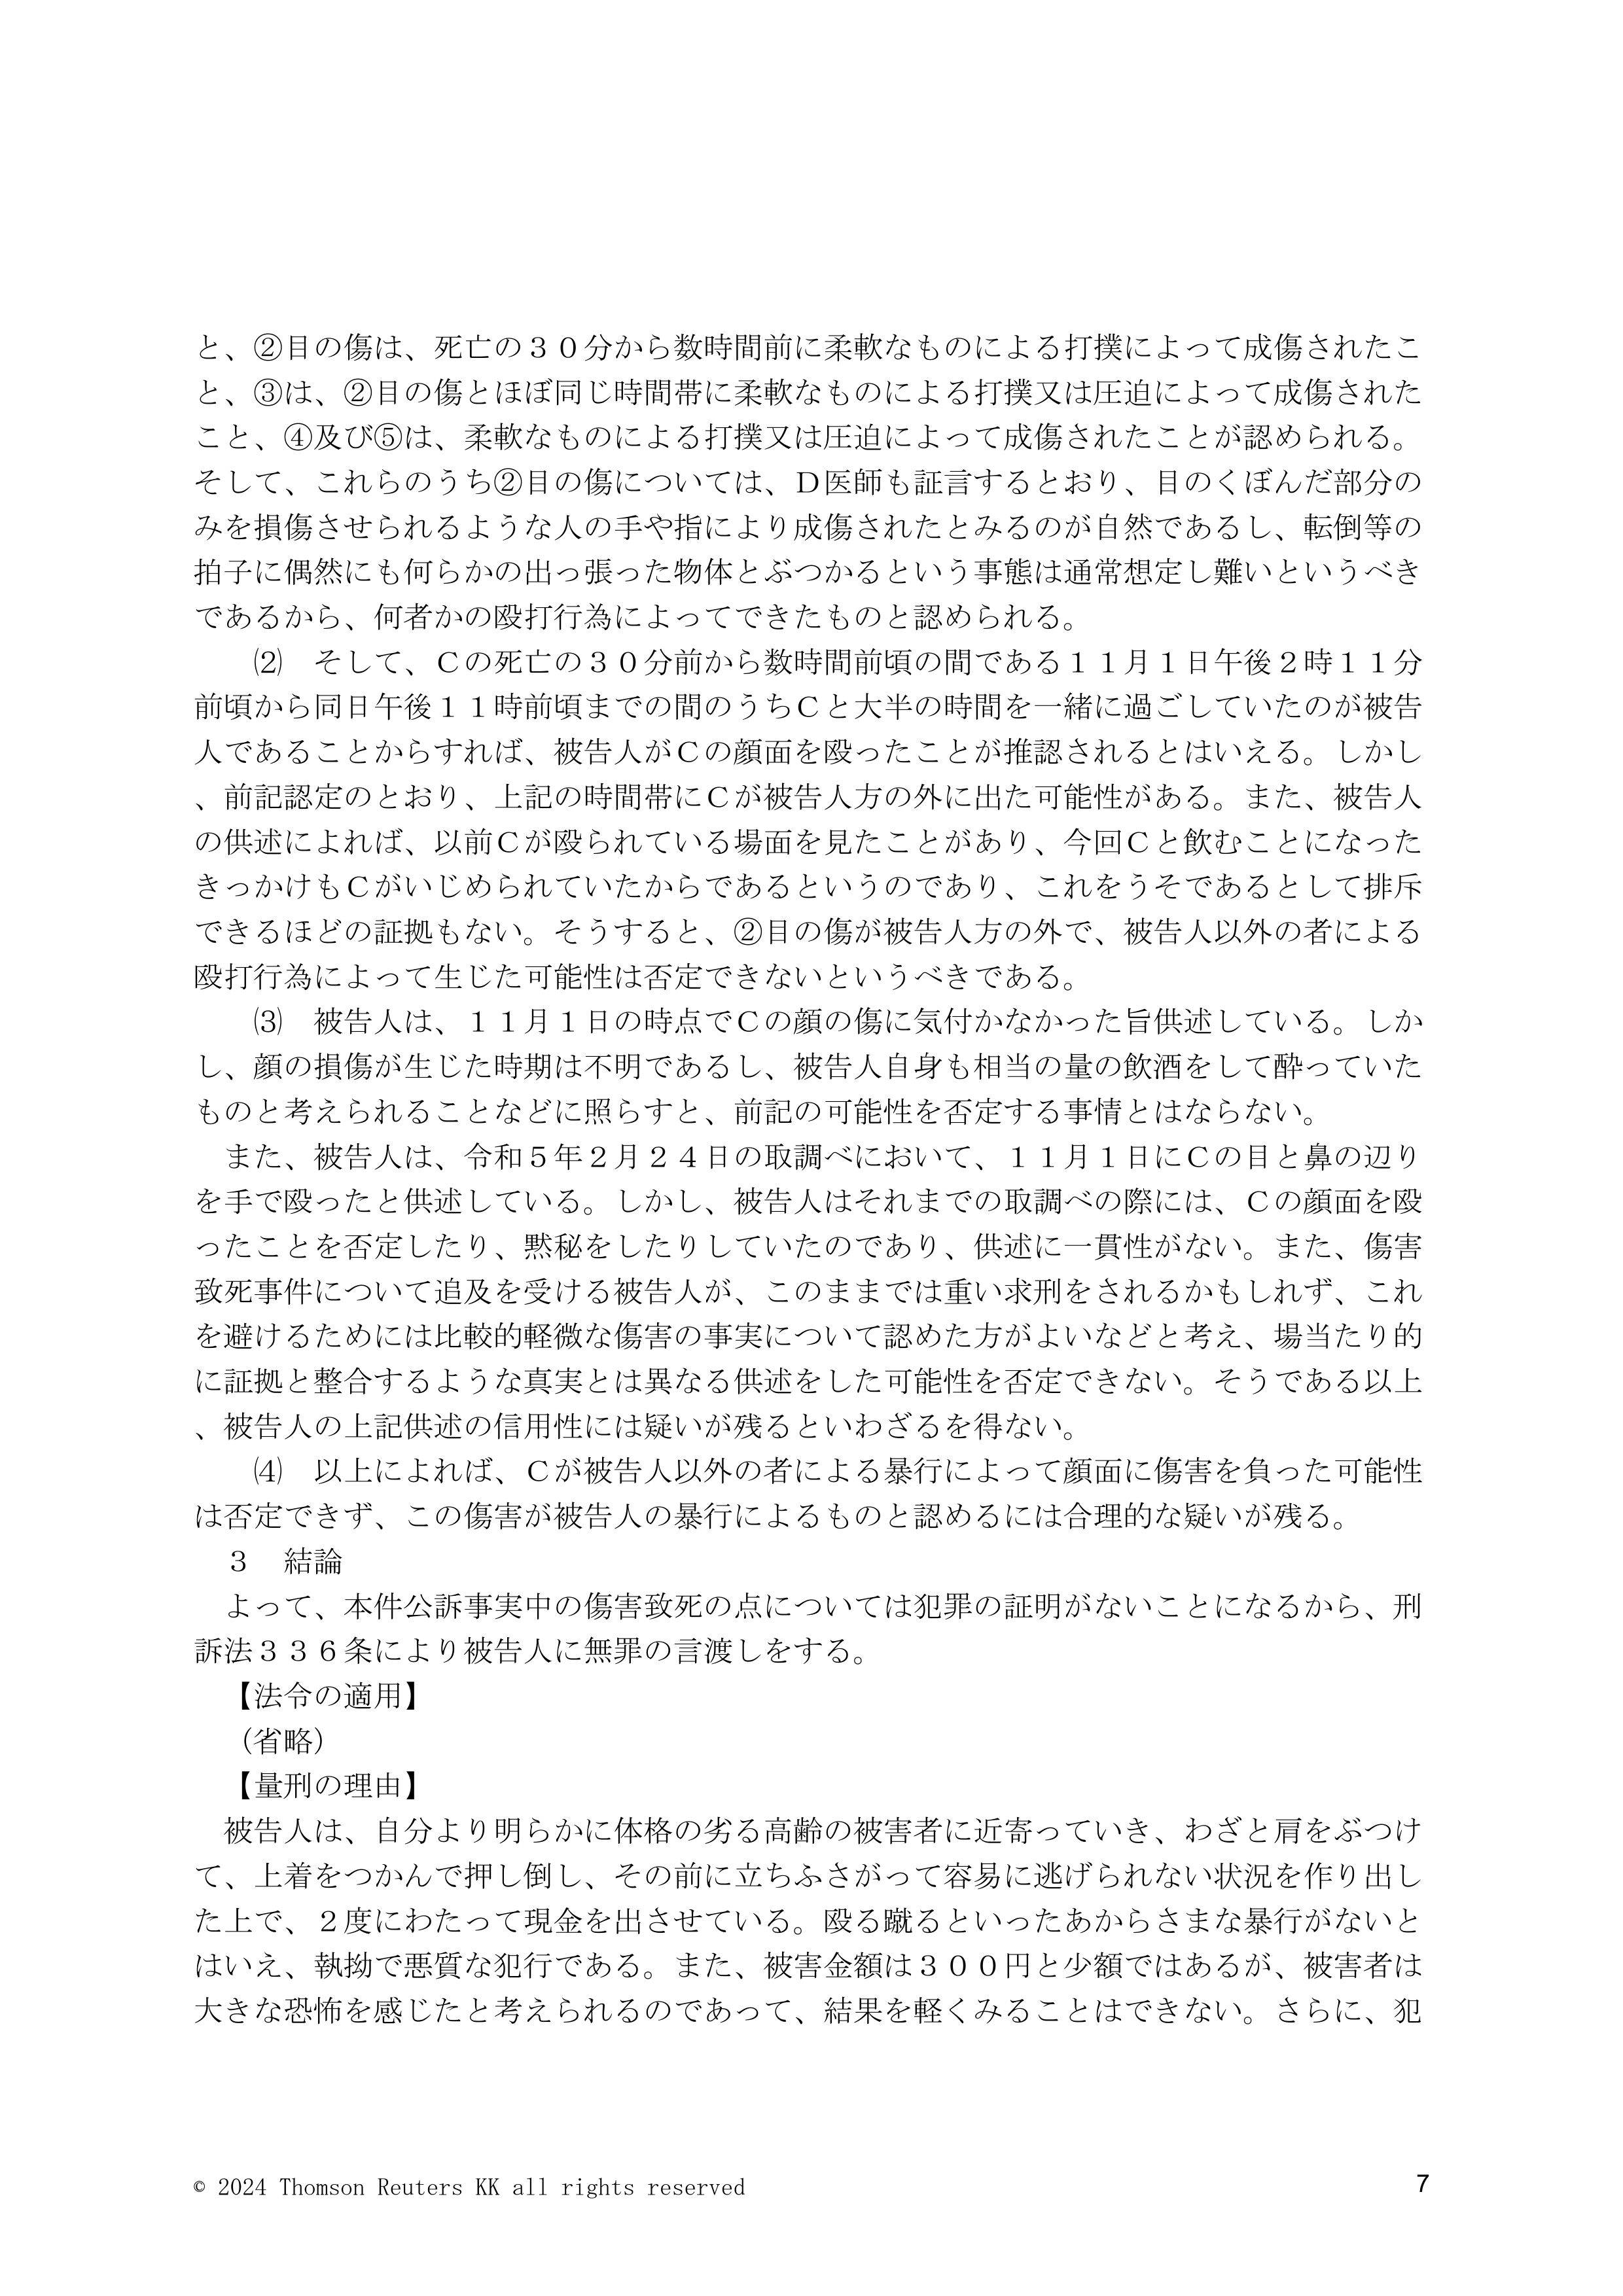 と、②目の傷は、死亡の３０分から数時間前に柔軟なものによる打撲によって成傷されたこ
と、③は、②目の傷とほぼ同じ時間帯に柔軟なものによる打撲又は圧迫によって成傷された
こと、④及び⑤は、柔軟なものによる打撲又は圧迫によって成傷されたことが認められる。
そして、これらのうち②目の傷については、Ｄ医師も証言するとおり、目のくぼんだ部分の
みを損傷させられるような人の手や指により成傷されたとみるのが自然であるし、転倒等の
拍子に偶然にも何らかの出っ張った物体とぶつかるという事態は通常想定し難いというべき
であるから、何者かの殴打行為によってできたものと認められる。
⑵　そして、Ｃの死亡の３０分前から数時間前頃の間である１１月１日午後２時１１分
前頃から同日午後１１時前頃までの間のうちＣと大半の時間を一緒に過ごしていたのが被告
人であることからすれば、被告人がＣの顔面を殴ったことが推認されるとはいえる。しかし
、前記認定のとおり、上記の時間帯にＣが被告人方の外に出た可能性がある。また、被告人
の供述によれば、以前Ｃが殴られている場面を見たことがあり、今回Ｃと飲むことになった
きっかけもＣがいじめられていたからであるというのであり、これをうそであるとして排斥
できるほどの証拠もない。そうすると、②目の傷が被告人方の外で、被告人以外の者による
殴打行為によって生じた可能性は否定できないというべきである。
⑶　被告人は、１１月１日の時点でＣの顔の傷に気付かなかった旨供述している。しか
し、顔の損傷が生じた時期は不明であるし、被告人自身も相当の量の飲酒をして酔っていた
ものと考えられることなどに照らすと、前記の可能性を否定する事情とはならない。
また、被告人は、令和５年２月２４日の取調べにおいて、１１月１日にＣの目と鼻の辺り
を手で殴ったと供述している。しかし、被告人はそれまでの取調べの際には、Ｃの顔面を殴
ったことを否定したり、黙秘をしたりしていたのであり、供述に一貫性がない。また、傷害
致死事件について追及を受ける被告人が、このままでは重い求刑をされるかもしれず、これ
を避けるためには比較的軽微な傷害の事実について認めた方がよいなどと考え、場当たり的
に証拠と整合するような真実とは異なる供述をした可能性を否定できない。そうである以上
、被告人の上記供述の信用性には疑いが残るといわざるを得ない。
⑷　以上によれば、Ｃが被告人以外の者による暴行によって顔面に傷害を負った可能性
は否定できず、この傷害が被告人の暴行によるものと認めるには合理的な疑いが残る。
３　結論
よって、本件公訴事実中の傷害致死の点については犯罪の証明がないことになるから、刑
訴法３３６条により被告人に無罪の言渡しをする。
【法令の適用】
（省略）
【量刑の理由】
被告人は、自分より明らかに体格の劣る高齢の被害者に近寄っていき、わざと肩をぶつけ
て、上着をつかんで押し倒し、その前に立ちふさがって容易に逃げられない状況を作り出し
た上で、２度にわたって現金を出させている。殴る蹴るといったあからさまな暴行がないと
はいえ、執拗で悪質な犯行である。また、被害金額は３００円と少額ではあるが、被害者は
大きな恐怖を感じたと考えられるのであって、結果を軽くみることはできない。さらに、犯
© 2024 Thomson Reuters KK all rights reserved
7